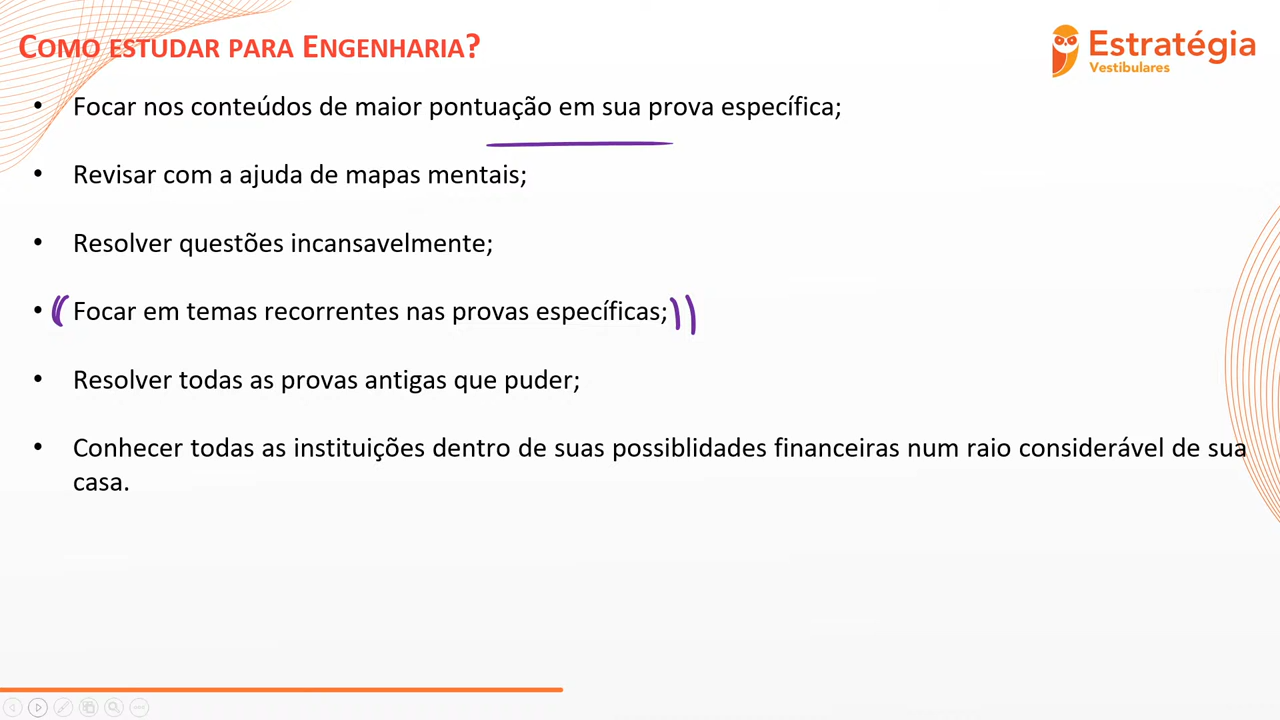 COMO ESTUDAR PARA ENGENHARIA?
Estratégia
Vestibulares
• Focar nos conteúdos de maior pontuação em sua prova específica;
• Revisar com a ajuda de mapas mentais;
• Resolver questões incansavelmente;
• Focar em temas recorrentes nas provas específicas;
• Resolver todas as provas antigas que puder;
• Conhecer todas as instituições dentro de suas possiblidades financeiras num raio considerável de sua
casa.